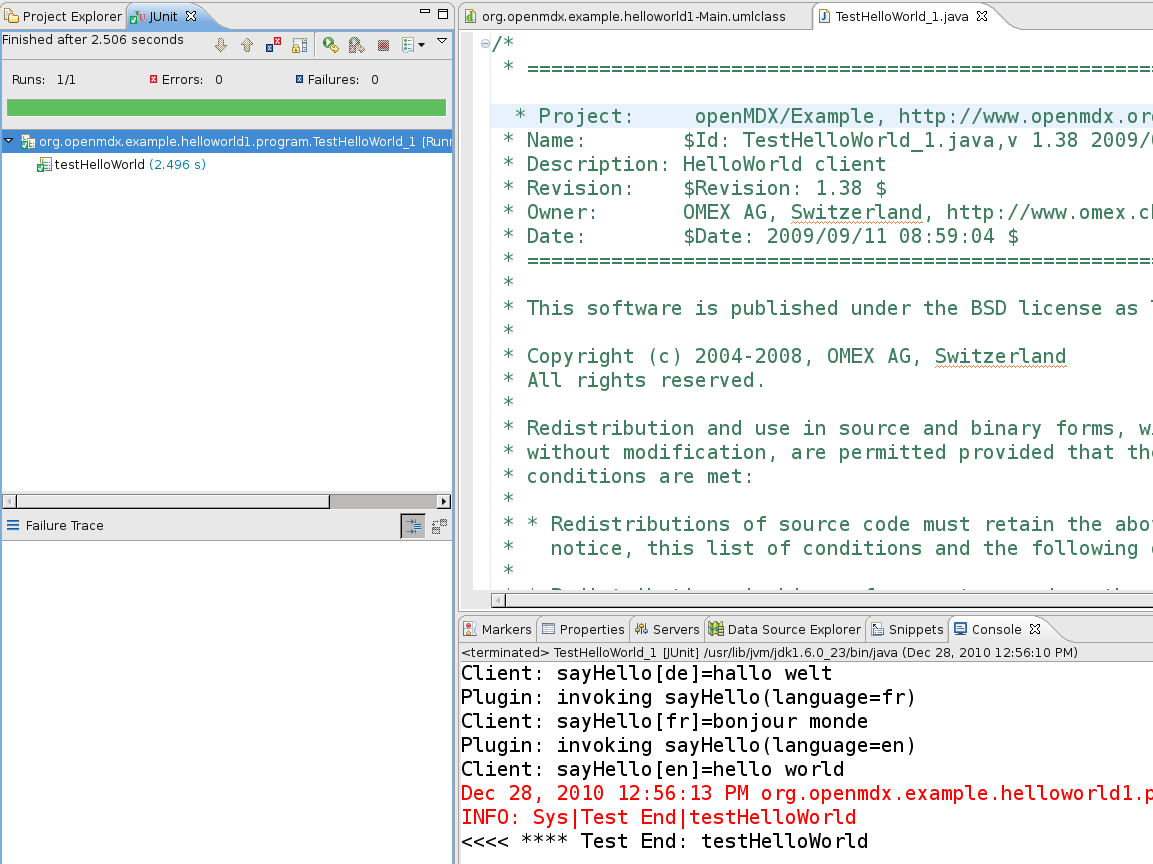 Project Explorer JUnit
Finished after 2.506 seconds
Runs: 1/1 Errors: 0 Failures: 0
org.openmdx.example.helloworld1.program.TestHelloWorld_1 [Runn
testHelloWorld (2.496 s)
Failure Trace
org.openmdx.example.helloworld1-Main.umlclass TestHelloWorld_1.java
/*
* ====================================================
* Project: openMDX/Example, http://www.openmdx.org
* Name: $Id: TestHelloWorld_1.java,v 1.38 2009/0
* Description: HelloWorld client
* Revision: $Revision: 1.38 $
* Owner: OMEX AG, Switzerland, http://www.omex.ch
* Date: $Date: 2009/09/11 08:59:04 $
* ====================================================
*
* This software is published under the BSD license as l
*
* Copyright (c) 2004-2008, OMEX AG, Switzerland
* All rights reserved.
*
* Redistribution and use in source and binary forms, wi
* without modification, are permitted provided that the
* conditions are met:
*
* * Redistributions of source code must retain the abo
* notice, this list of conditions and the following
*
Markers Properties Servers Data Source Explorer Snippets Console
<terminated> TestHelloWorld_1 [JUnit] /usr/lib/jvm/jdk1.6.0_23/bin/java (Dec 28, 2010 12:56:10 PM)
Client: sayHello[de]=hallo welt
Plugin: invoking sayHello(language=fr)
Client: sayHello[fr]=bonjour monde
Plugin: invoking sayHello(language=en)
Client: sayHello[en]=hello world
Dec 28, 2010 12:56:13 PM org.openmdx.example.helloworld1.p
INFO: Sys|Test End|testHelloWorld
<<<< **** Test End: testHelloWorld